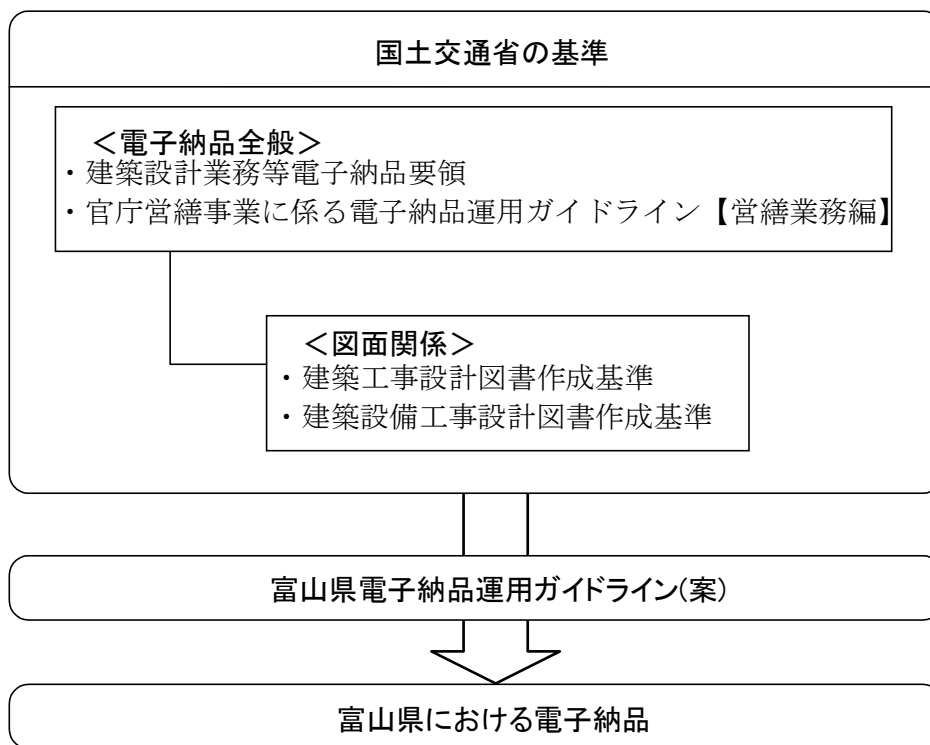 国土交通省の基準
＜電子納品全般＞
・建築設計業務等電子納品要領
・官庁営繕事業に係る電子納品運用ガイドライン【営繕業務編】
＜図面関係＞
・建築工事設計図書作成基準
・建築設備工事設計図書作成基準
富山県電子納品運用ガイドライン(案)
富山県における電子納品